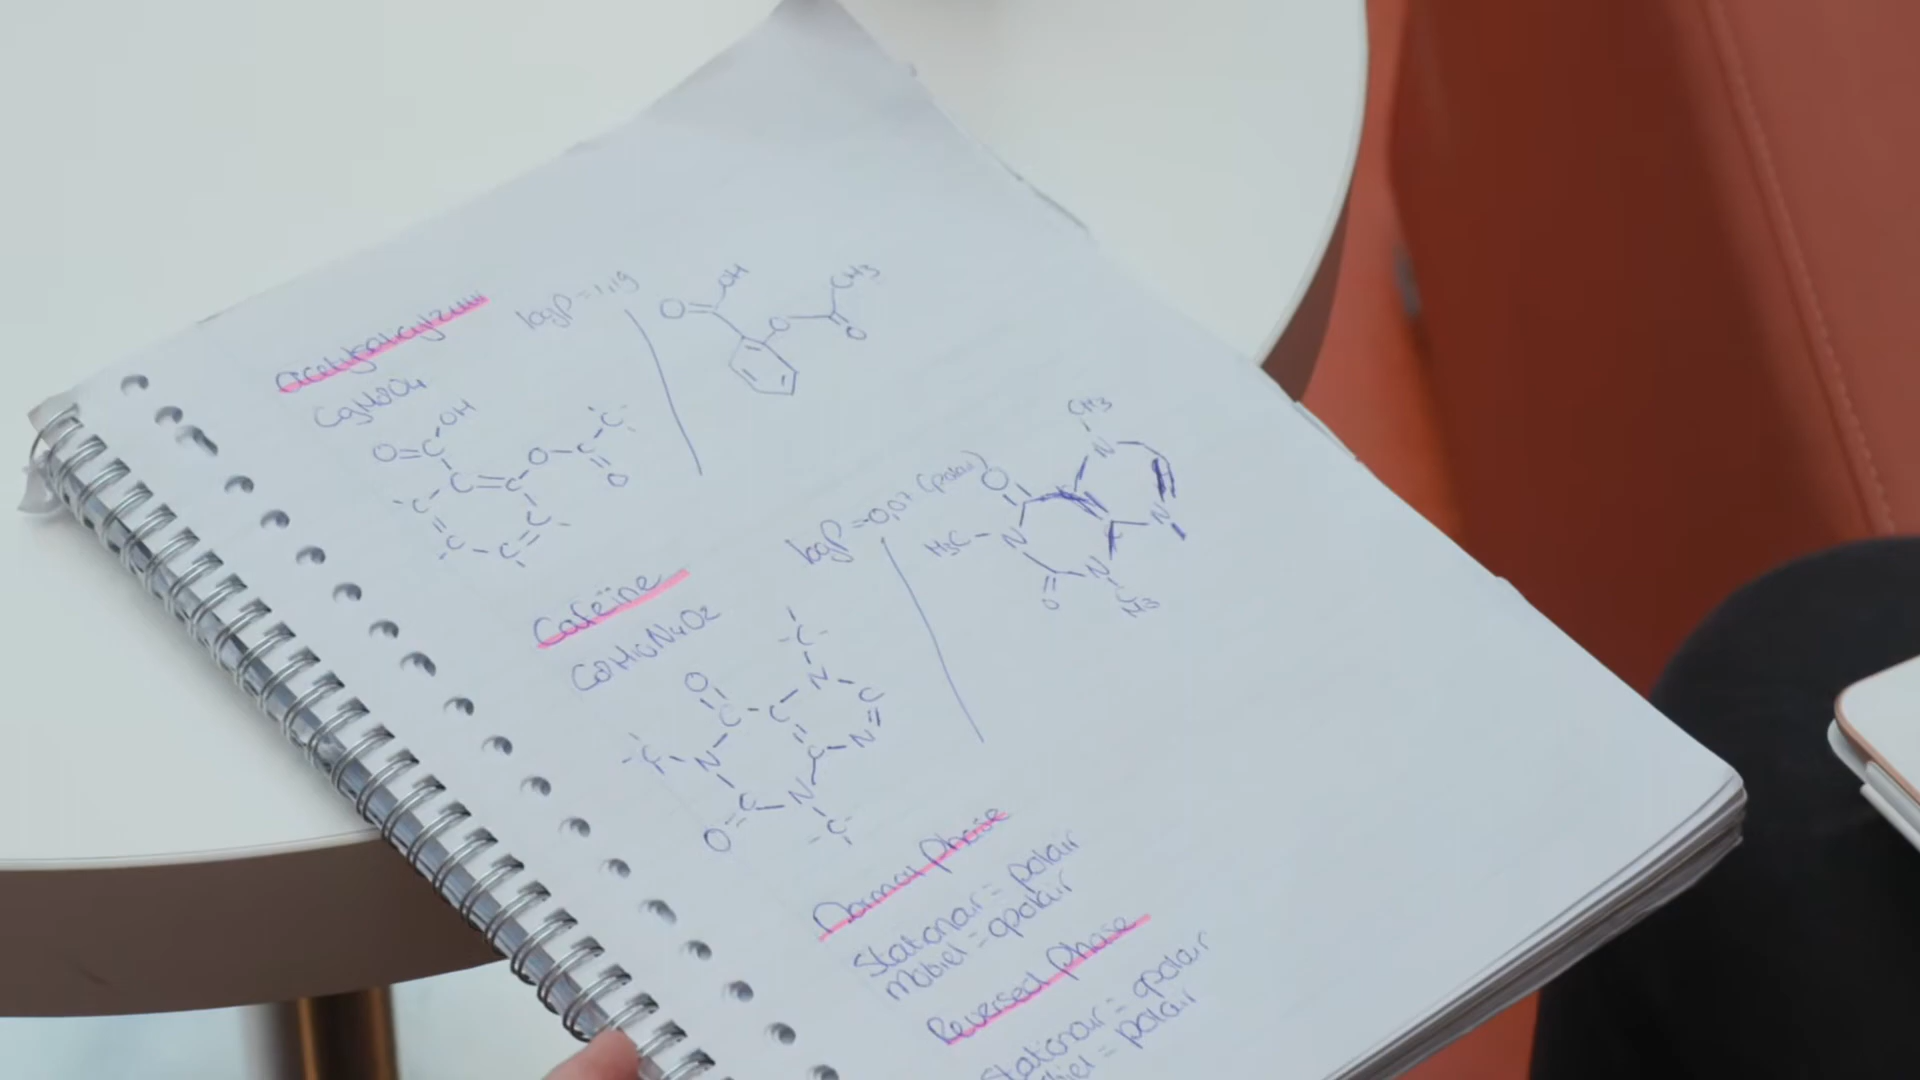 acetylsalicylzuur
logP = 1,19
C9H8O4
O=C-OH
C=C-O-C-C
O
C C
C-C
O OH
O CH3
O
Cafeïne
logP = -0,07 (polair)
C8H10N4O2
C
O N-C
C-C N
C-N C
O=C-N
C
CH3
O N
H3C-N N
O N
CH3
Normal phase
Stationair = polair
Mobiel = apolair
Reversed phase
Stationair = apolair
= polair